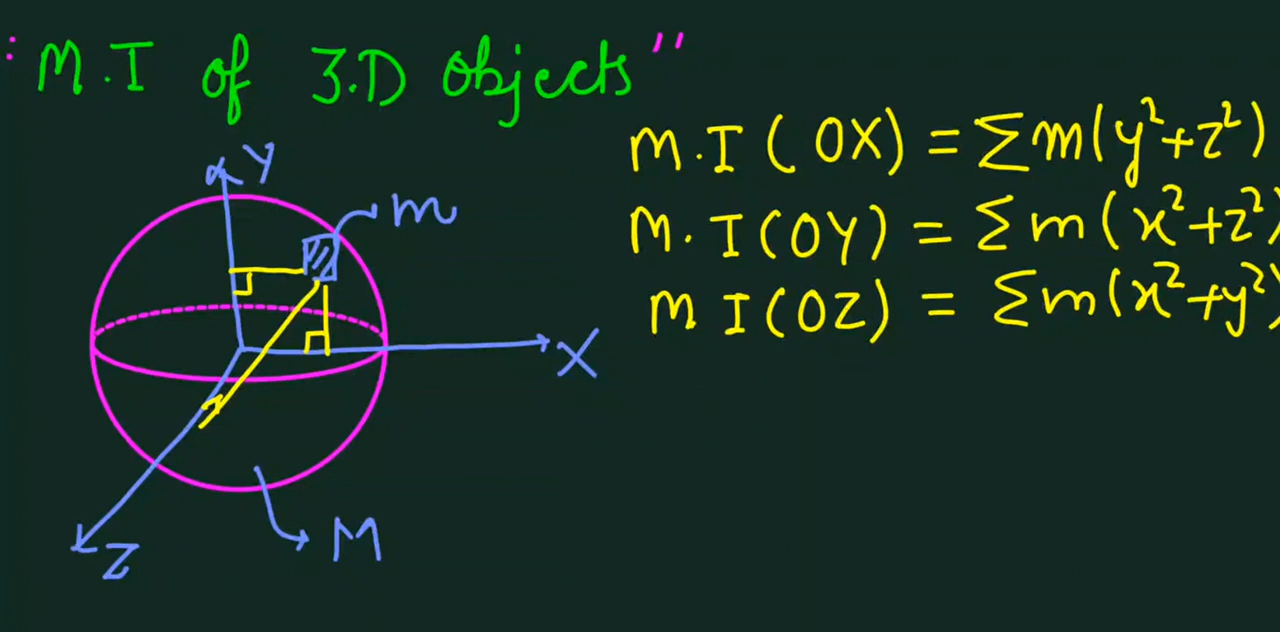 "M.I of 3.D objects"
M.I ( OX) = Σm(y²+z²)
M.I(OY) = Σm(x²+z²)
M I(OZ) = Σm(x²+y²)
Y
m
X
M
Z